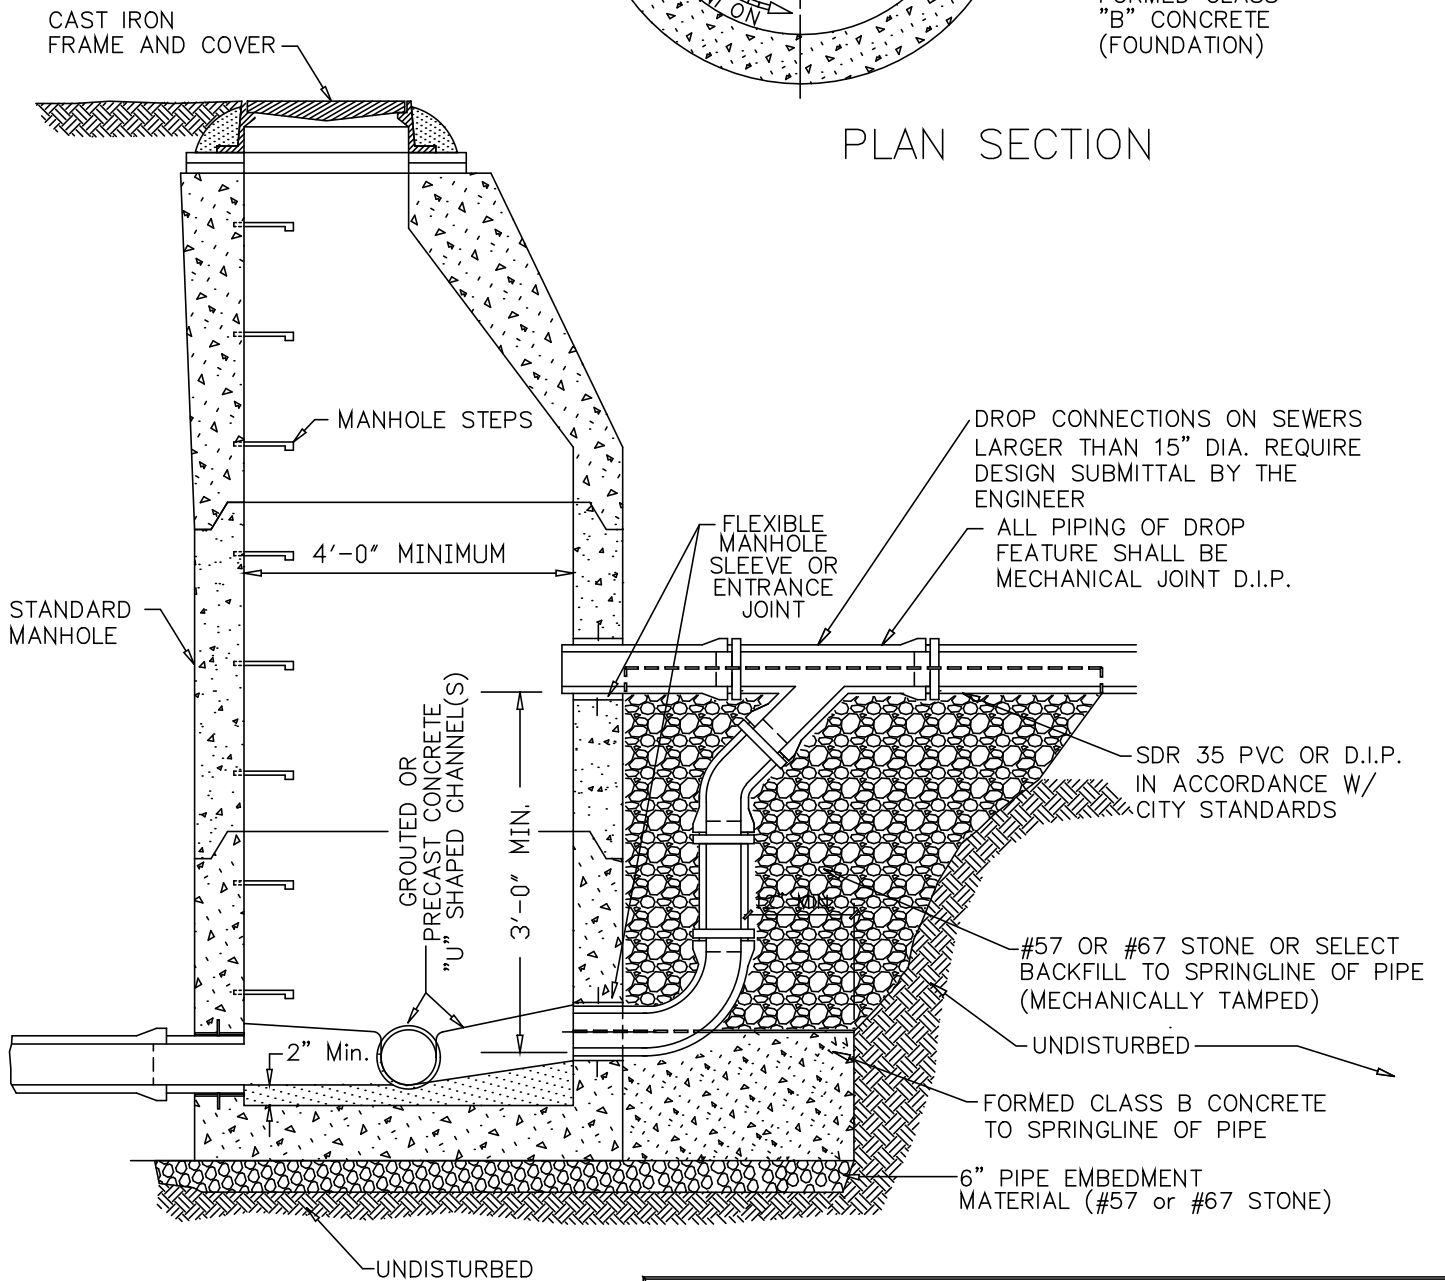 CAST IRON
FRAME AND COVER
"B" CONCRETE
(FOUNDATION)
PLAN SECTION
MANHOLE STEPS
DROP CONNECTIONS ON SEWERS
LARGER THAN 15" DIA. REQUIRE
DESIGN SUBMITTAL BY THE
ENGINEER
FLEXIBLE
MANHOLE
SLEEVE OR
ENTRANCE
JOINT
ALL PIPING OF DROP
FEATURE SHALL BE
MECHANICAL JOINT D.I.P.
4'-0" MINIMUM
STANDARD
MANHOLE
GROUTED OR
PRECAST CONCRETE
"U" SHAPED CHANNEL(S)
3'-0" MIN.
SDR 35 PVC OR D.I.P.
IN ACCORDANCE W/
CITY STANDARDS
#57 OR #67 STONE OR SELECT
BACKFILL TO SPRINGLINE OF PIPE
(MECHANICALLY TAMPED)
2" Min.
UNDISTURBED
FORMED CLASS B CONCRETE
TO SPRINGLINE OF PIPE
6" PIPE EMBEDMENT
MATERIAL (#57 or #67 STONE)
UNDISTURBED